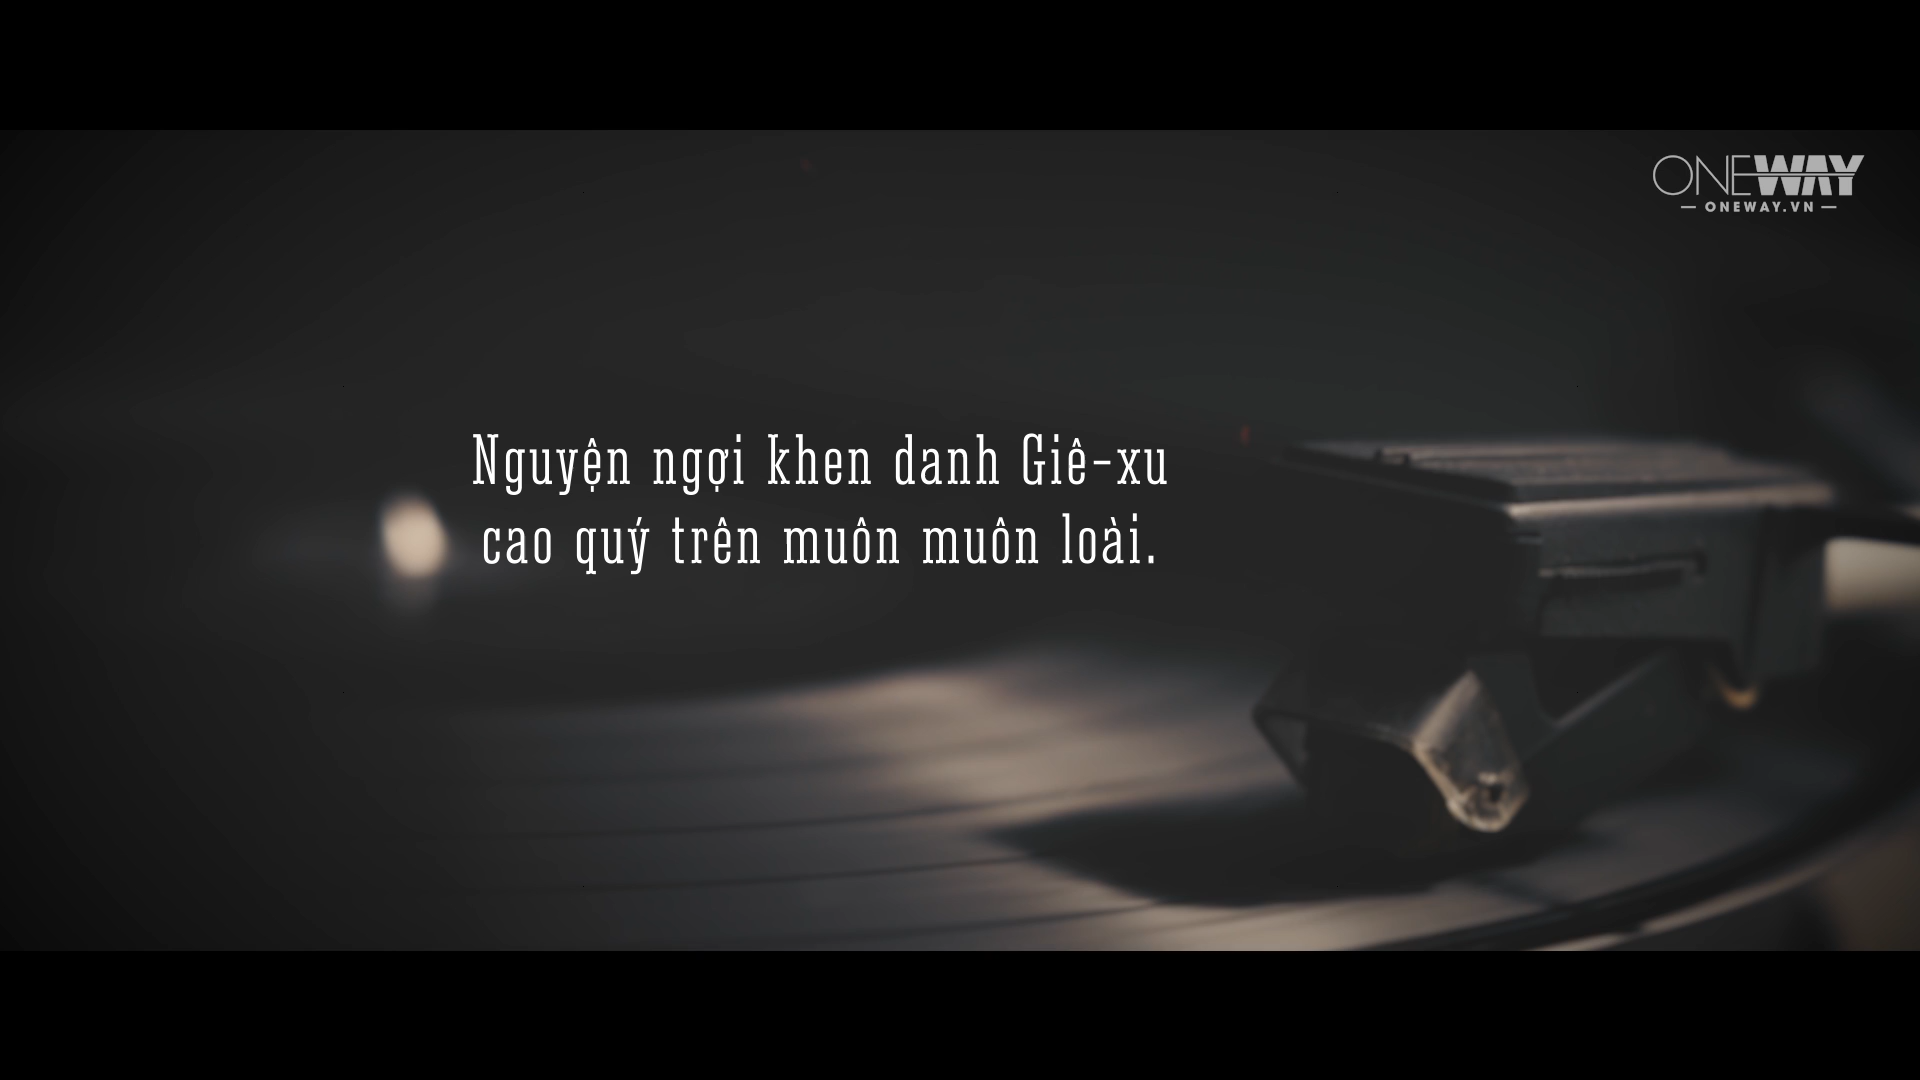 ONEWAY
— ONEWAY.VN —
Nguyện ngợi khen danh Giê-xu
cao quý trên muôn muôn loài.